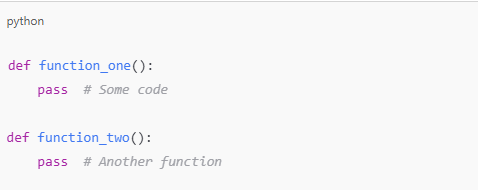 python
def function_one():
    pass  # Some code
def function_two():
    pass  # Another function